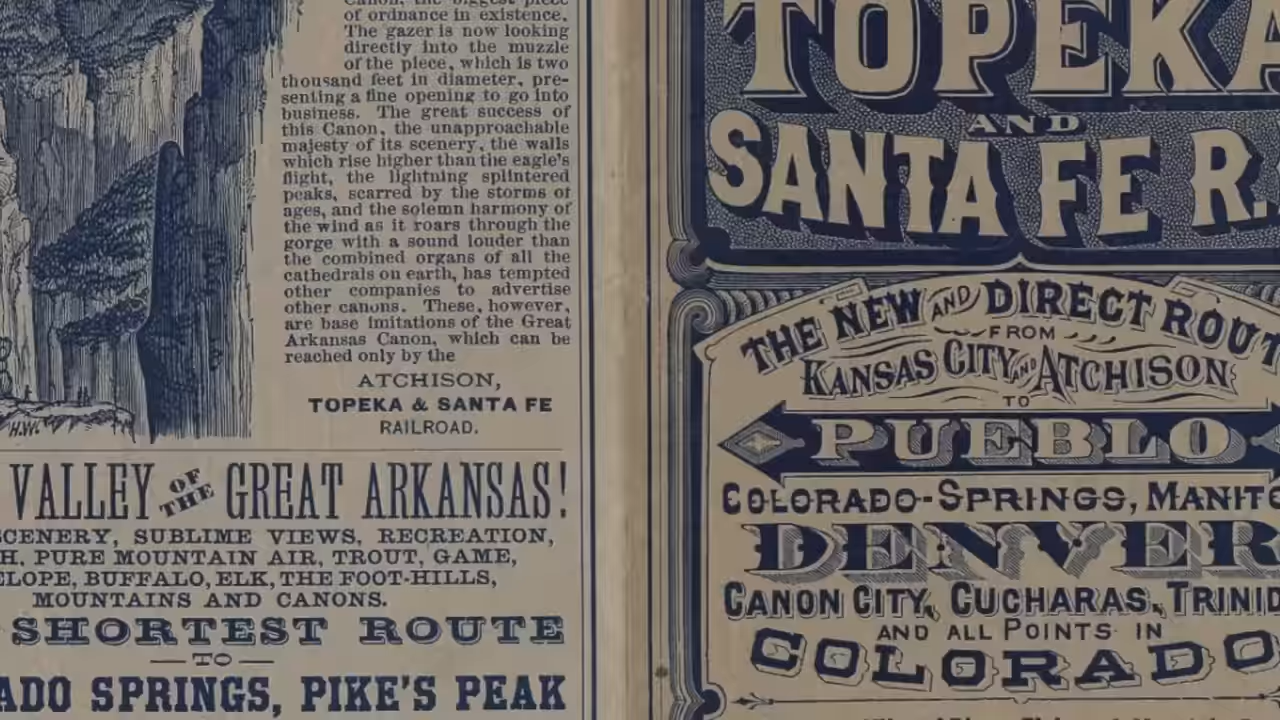 Canon, the biggest piece
of ordnance in existence.
The gazer is now looking
directly into the muzzle
of the piece, which is two
thousand feet in diameter, pre-
senting a fine opening to go into
business. The great success of
this Canon, the unapproachable
majesty of its scenery, the walls
which rise higher than the eagle's
flight, the lightning splintered
peaks, scarred by the storms of
ages, and the solemn harmony of
the wind as it roars through the
gorge with a sound louder than
the combined organs of all the
cathedrals on earth, has tempted
other companies to advertise
other canons. These, however,
are base imitations of the Great
Arkansas Canon, which can be
reached only by the
ATCHISON,
TOPEKA & SANTA FE
RAILROAD.
H.W.
VALLEY OF THE GREAT ARKANSAS!
SCENERY, SUBLIME VIEWS, RECREATION,
H, PURE MOUNTAIN AIR, TROUT, GAME,
ELOPE, BUFFALO, ELK, THE FOOT-HILLS,
MOUNTAINS AND CANONS.
SHORTEST ROUTE
—TO—
ADO SPRINGS, PIKE'S PEAK
TOPEKA
AND
SANTA FE R.
THE NEW AND DIRECT ROUT
FROM
KANSAS CITY AND ATCHISON
TO
PUEBLO
COLORADO-SPRINGS, MANITO
DENVER
CANON CITY, CUCHARAS, TRINID
AND ALL POINTS IN
COLORADO